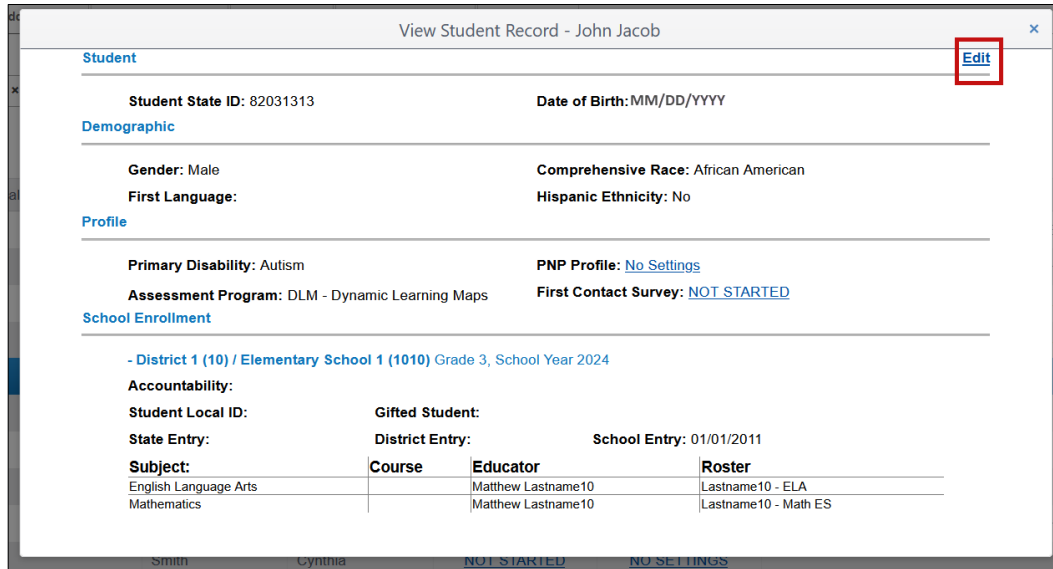 View Student Record - John Jacob ×
Student Edit
Student State ID: 82031313 Date of Birth: MM/DD/YYYY
Demographic
Gender: Male Comprehensive Race: African American
First Language: Hispanic Ethnicity: No
Profile
Primary Disability: Autism PNP Profile: No Settings
Assessment Program: DLM - Dynamic Learning Maps First Contact Survey: NOT STARTED
School Enrollment
- District 1 (10) / Elementary School 1 (1010) Grade 3, School Year 2024
Accountability:
Student Local ID: Gifted Student:
State Entry: District Entry: School Entry: 01/01/2011
Subject: Course Educator Roster
English Language Arts Matthew Lastname10 Lastname10 - ELA
Mathematics Matthew Lastname10 Lastname10 - Math ES
Smith Cynthia NOT STARTED NO SETTINGS